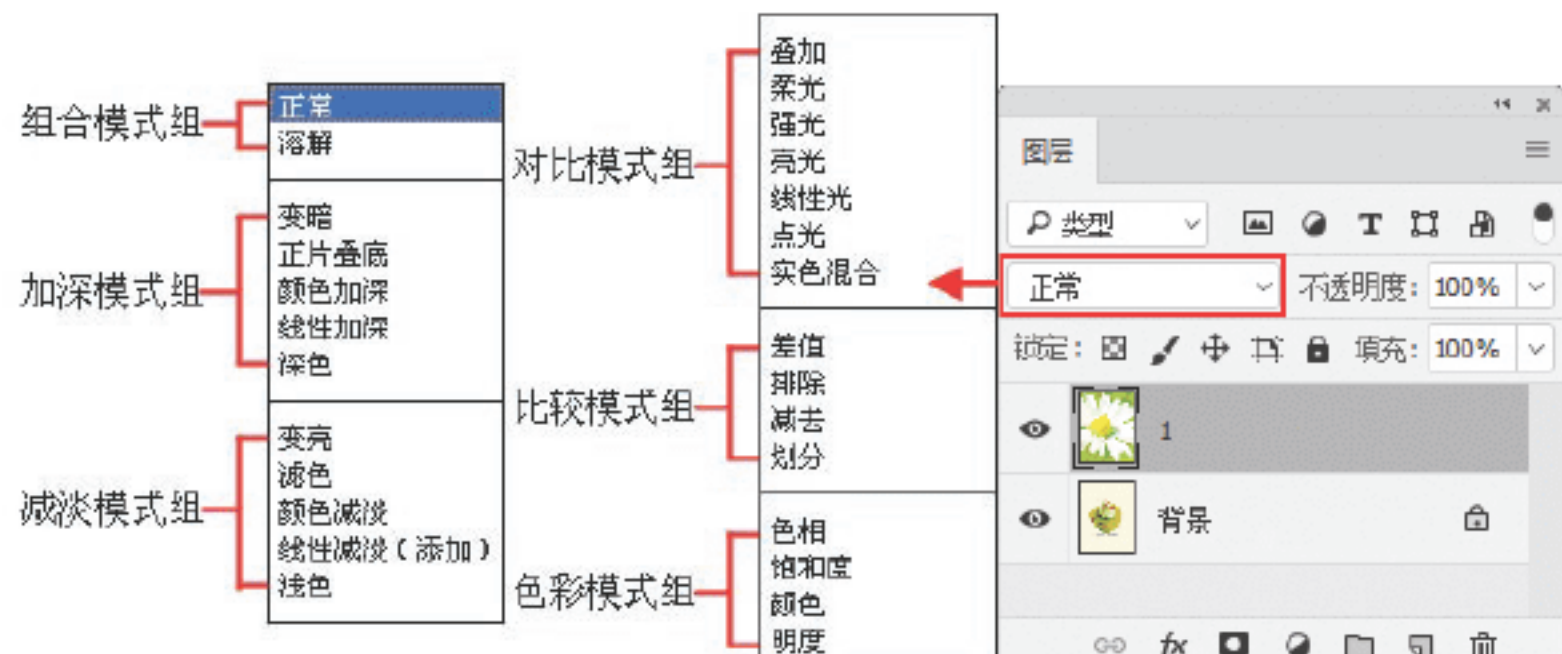 组合模式组
正常
溶解
加深模式组
变暗
正片叠底
颜色加深
线性加深
深色
减淡模式组
变亮
滤色
颜色减淡
线性减淡（添加）
浅色
对比模式组
叠加
柔光
强光
亮光
线性光
点光
实色混合
比较模式组
差值
排除
减去
划分
色彩模式组
色相
饱和度
颜色
明度
图层
类型
正常 不透明度: 100%
锁定: 填充: 100%
1
背景
fx